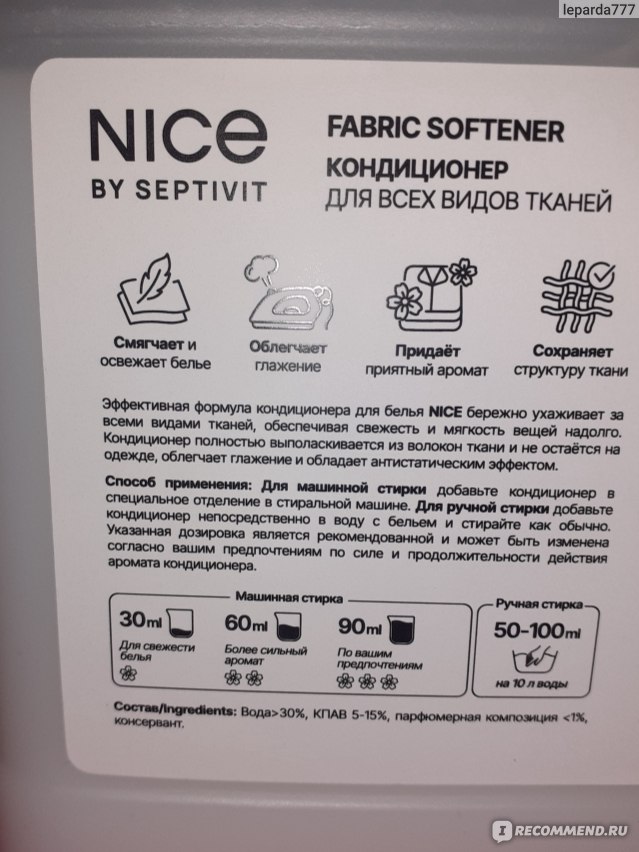 leparda777
NICE
BY SEPTIVIT
FABRIC SOFTENER
КОНДИЦИОНЕР
ДЛЯ ВСЕХ ВИДОВ ТКАНЕЙ
Смягчает и
освежает белье
Облегчает
глажение
Придаёт
приятный аромат
Сохраняет
структуру ткани
Эффективная формула кондиционера для белья NICE бережно ухаживает за
всеми видами тканей, обеспечивая свежесть и мягкость вещей надолго.
Кондиционер полностью выполаскивается из волокон ткани и не остаётся на
одежде, облегчает глажение и обладает антистатическим эффектом.
Способ применения: Для машинной стирки добавьте кондиционер в
специальное отделение в стиральной машине. Для ручной стирки добавьте
кондиционер непосредственно в воду с бельем и стирайте как обычно.
Указанная дозировка является рекомендованной и может быть изменена
согласно вашим предпочтениям по силе и продолжительности действия
аромата кондиционера.
Машинная стирка
30ml
Для свежести
белья
60ml
Более сильный
аромат
90ml
По вашим
предпочтениям
Ручная стирка
50-100ml
на 10 л воды
Состав/Ingredients: Вода>30%, КПАВ 5-15%, парфюмерная композиция <1%,
консервант.
I RECOMMEND.RU